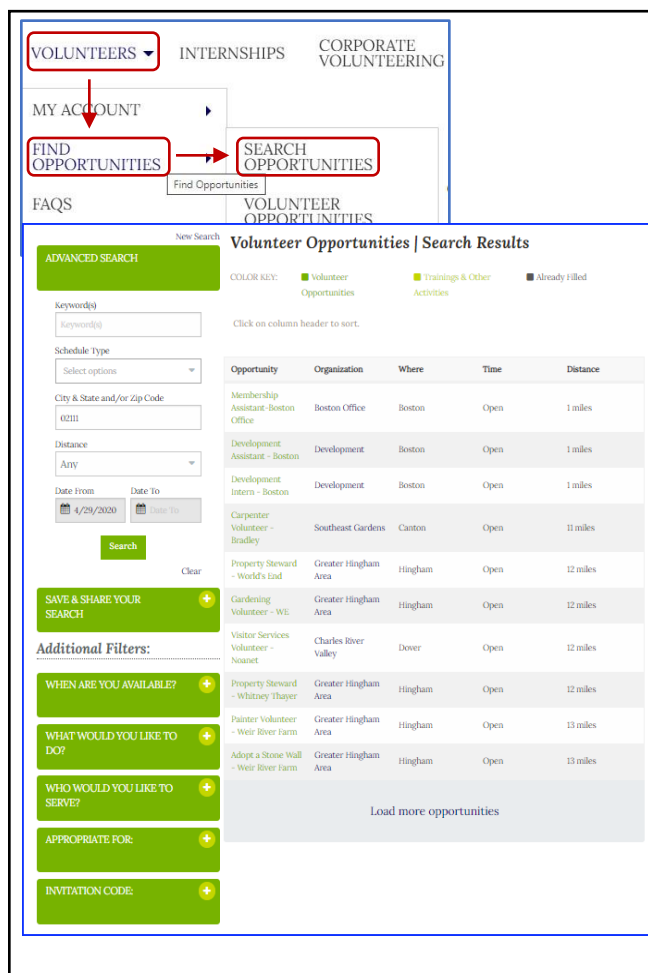 VOLUNTEERS
INTERNSHIPS
CORPORATE
VOLUNTEERING
MY ACCOUNT
FIND
OPPORTUNITIES
SEARCH
OPPORTUNITIES
Find Opportunities
FAQS
VOLUNTEER
OPPORTUNITIES
New Search
ADVANCED SEARCH
Keyword(s)
Keyword(s)
Schedule Type
Select options
City & State and/or Zip Code
02111
Distance
Any
Date From Date To
4/29/2020 Date To
Search
Clear
SAVE & SHARE YOUR
SEARCH
Additional Filters:
WHEN ARE YOU AVAILABLE?
WHAT WOULD YOU LIKE TO
DO?
WHO WOULD YOU LIKE TO
SERVE?
APPROPRIATE FOR:
INVITATION CODE:
Volunteer Opportunities | Search Results
COLOR KEY: Volunteer Trainings & Other Already Filled
Opportunities Activities
Click on column header to sort.
Opportunity Organization Where Time Distance
Membership
Assistant-Boston Boston Office Boston Open 1 miles
Office
Development
Assistant - Boston Development Boston Open 1 miles
Development
Intern - Boston Development Boston Open 1 miles
Carpenter
Volunteer - Southeast Gardens Canton Open 11 miles
Bradley
Property Steward Greater Hingham
- World's End Area Hingham Open 12 miles
Gardening Greater Hingham
Volunteer - WE Area Hingham Open 12 miles
Visitor Services
Volunteer - Charles River Dover Open 12 miles
Noanet Valley
Property Steward Greater Hingham
- Whitney Thayer Area Hingham Open 12 miles
Painter Volunteer Greater Hingham
- Weir River Farm Area Hingham Open 13 miles
Adopt a Stone Wall Greater Hingham
- Weir River Farm Area Hingham Open 13 miles
Load more opportunities